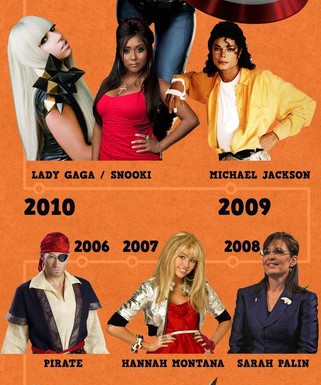 LADY GAGA / SNOOKI MICHAEL JACKSON
2010 2009
2006 2007 2008
PIRATE HANNAH MONTANA SARAH PALIN